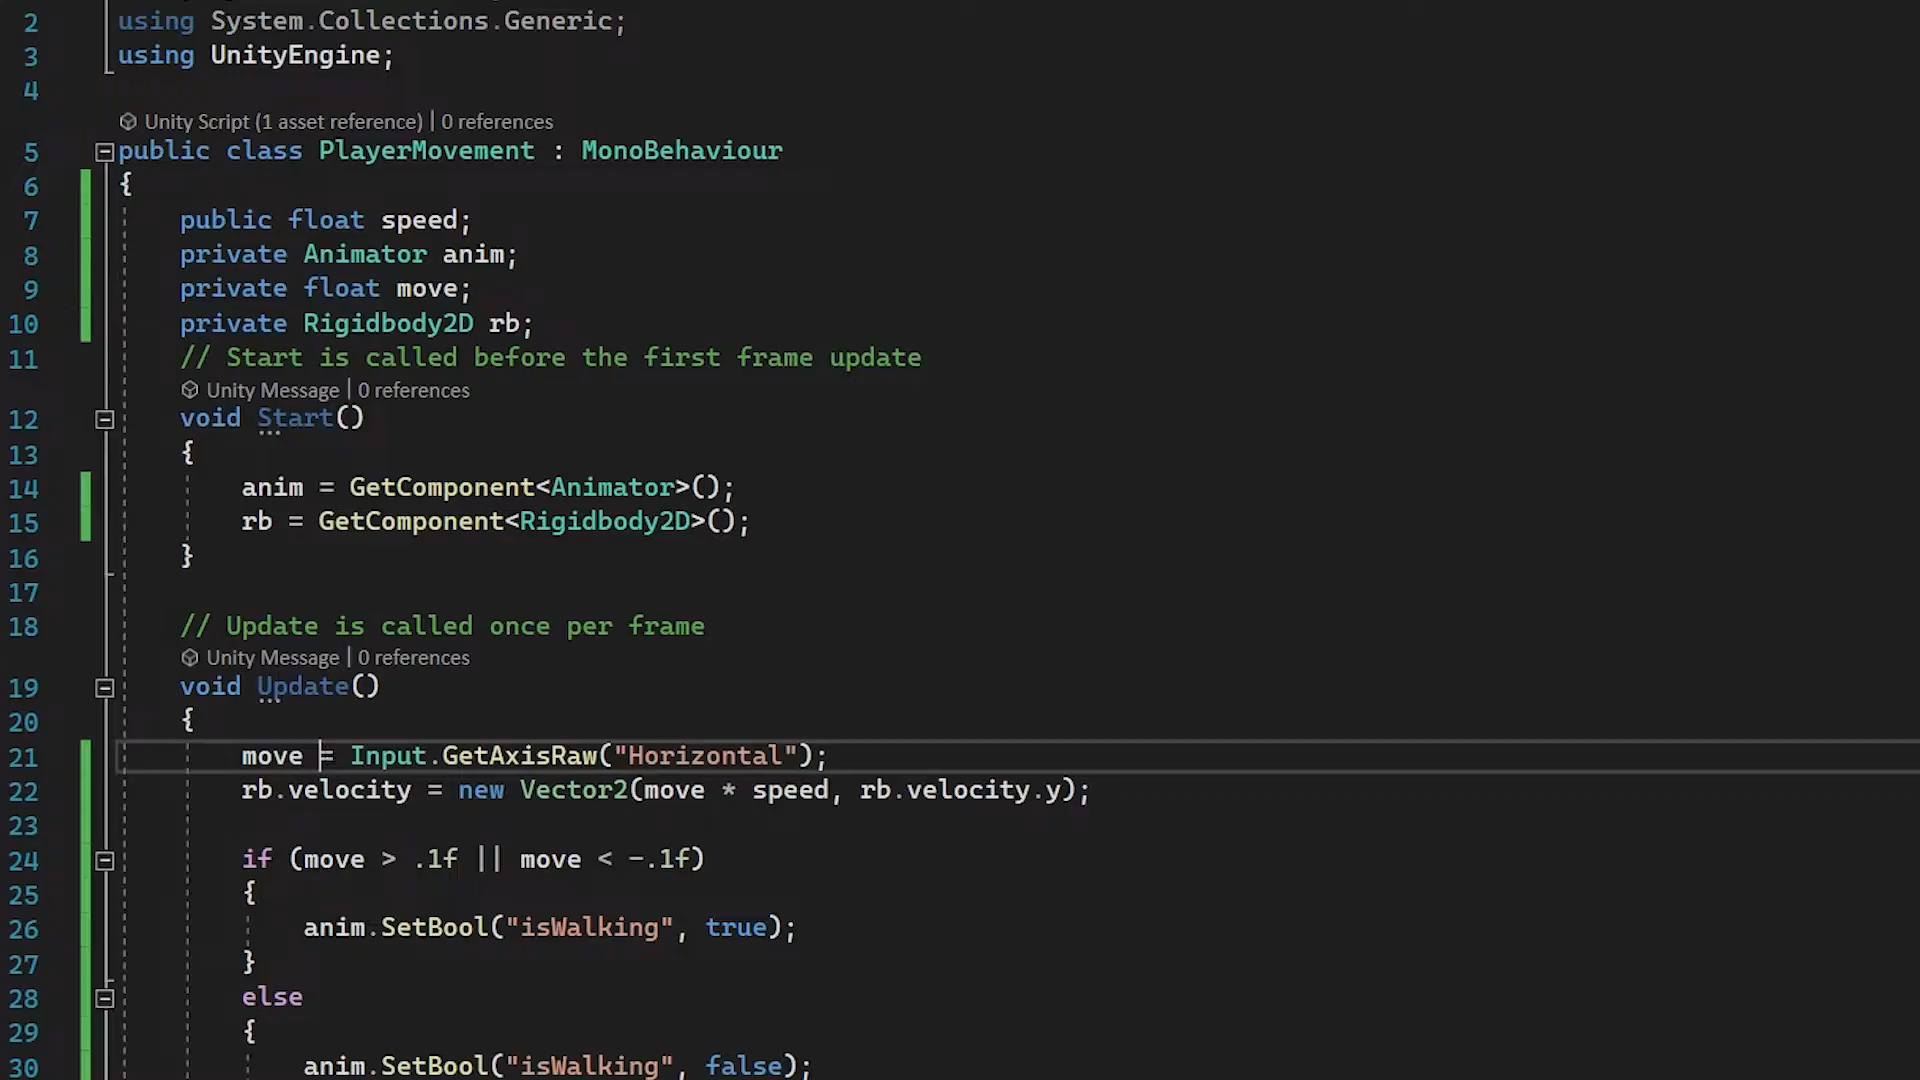 2 using System.Collections.Generic;
3 using UnityEngine;
4
Unity Script (1 asset reference) | 0 references
5 public class PlayerMovement : MonoBehaviour
6 {
7 public float speed;
8 private Animator anim;
9 private float move;
10 private Rigidbody2D rb;
11 // Start is called before the first frame update
Unity Message | 0 references
12 void Start()
13 {
14 anim = GetComponent<Animator>();
15 rb = GetComponent<Rigidbody2D>();
16 }
17
18 // Update is called once per frame
Unity Message | 0 references
19 void Update()
20 {
21 move = Input.GetAxisRaw("Horizontal");
22 rb.velocity = new Vector2(move * speed, rb.velocity.y);
23
24 if (move > .1f || move < -.1f)
25 {
26 anim.SetBool("isWalking", true);
27 }
28 else
29 {
30 anim.SetBool("isWalking", false);